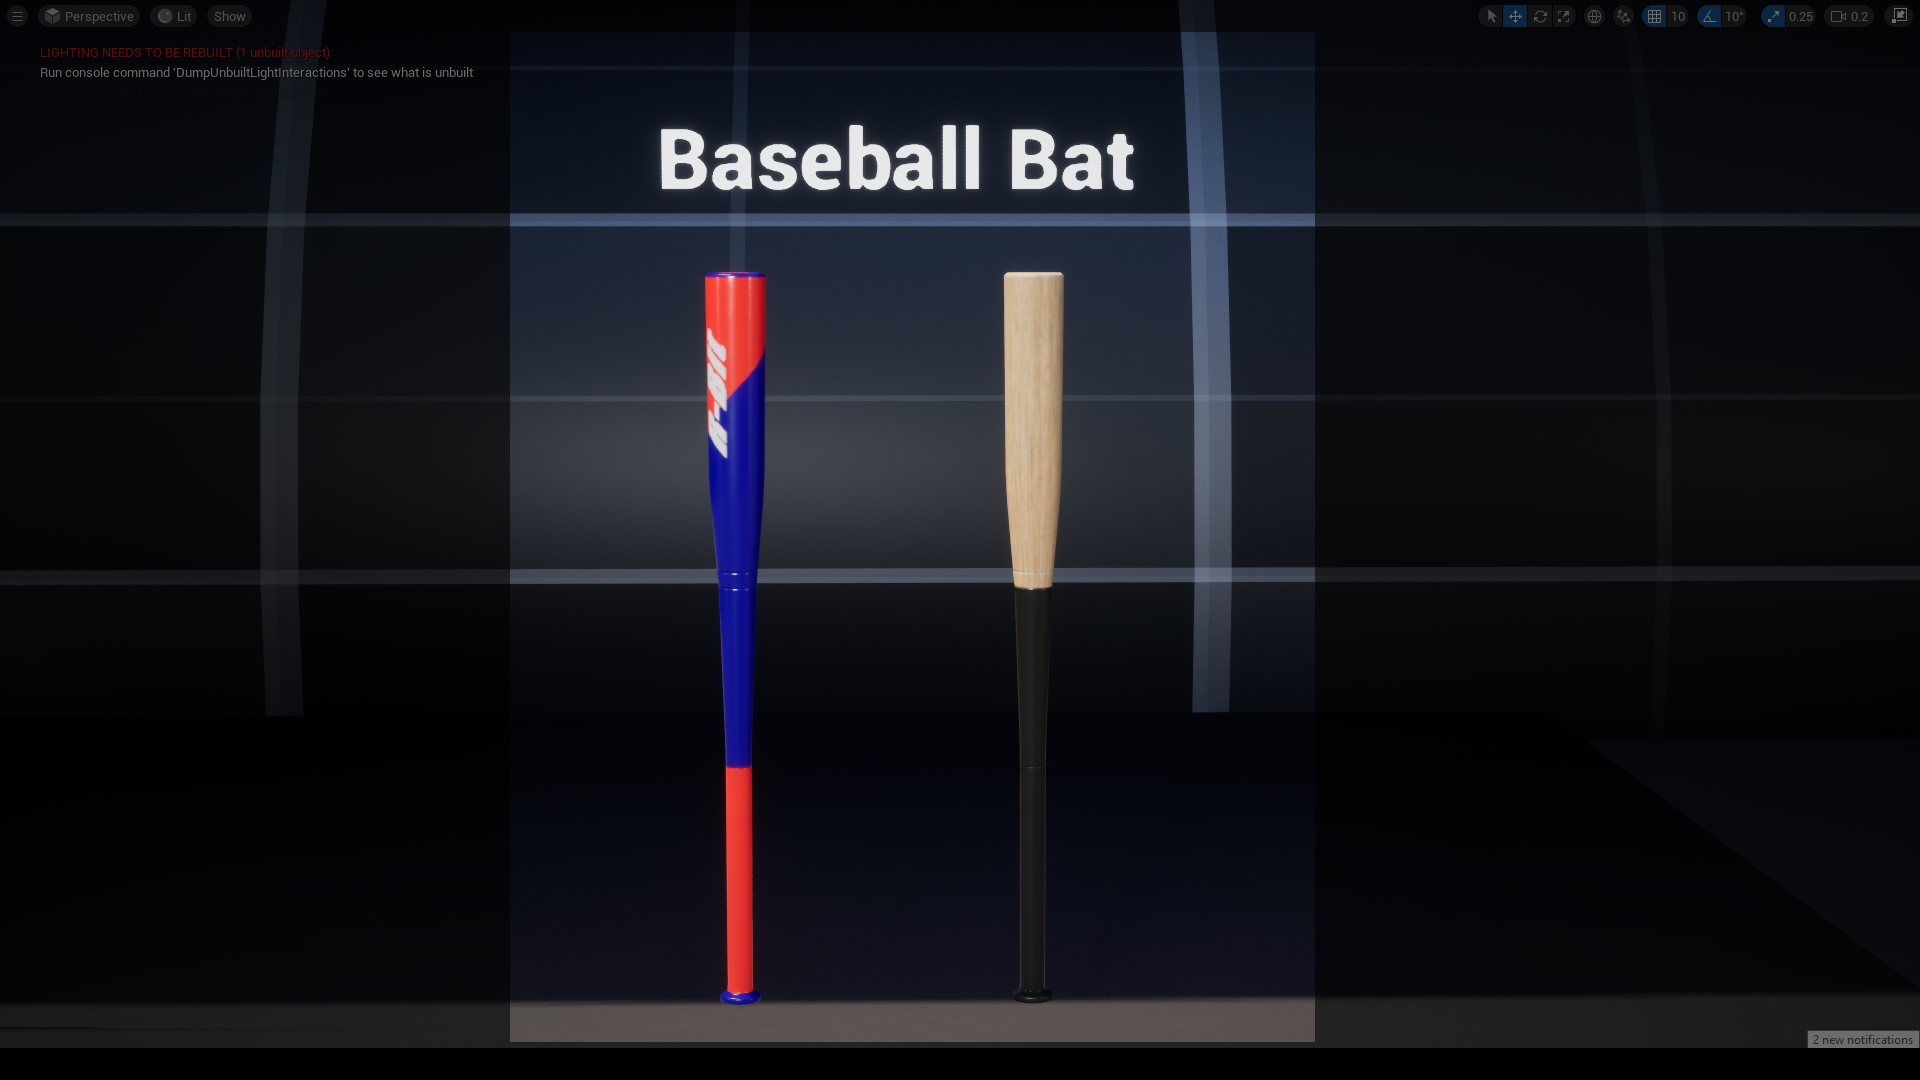 Perspective
Lit
Show
10
10°
0.25
0.2
LIGHTING NEEDS TO BE REBUILT (1 unbuilt object)
Run console command 'DumpUnbuiltLightInteractions' to see what is unbuilt
Baseball Bat
2 new notifications